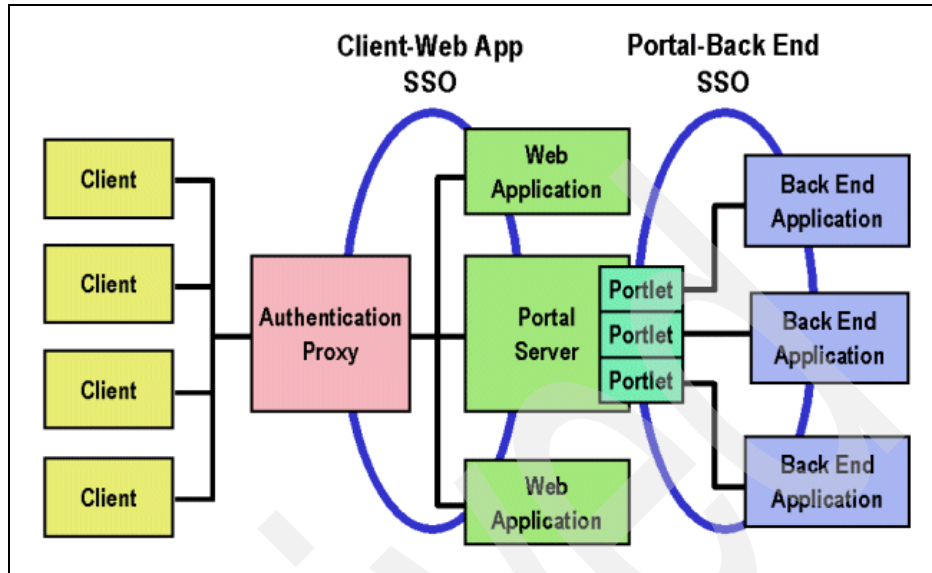 Client-Web App
SSO
Portal-Back End
SSO
Client
Client
Client
Client
Authentication
Proxy
Web
Application
Portal
Server
Web
Application
Portlet
Portlet
Portlet
Back End
Application
Back End
Application
Back End
Application